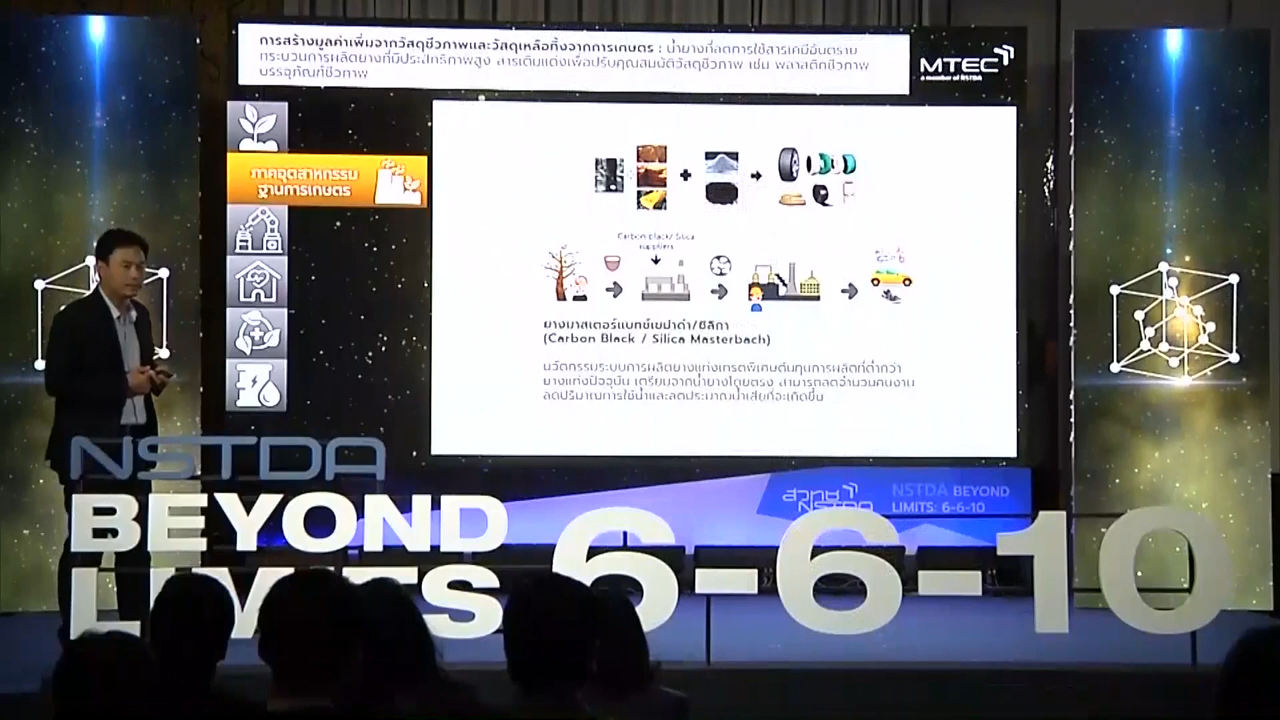 การสร้างมูลค่าเพิ่มจากวัสดุชีวภาพและวัสดุเหลือทิ้งจากการเกษตร : น้ำยางที่ลดการใช้สารเคมีอันตราย
กระบวนการผลิตยางที่มีประสิทธิภาพสูง สารเติมแต่งเพื่อปรับคุณสมบัติวัสดุชีวภาพ เช่น พลาสติกชีวภาพ
บรรจุภัณฑ์ชีวภาพ
MTEC
a member of NSTDA
ภาคอุตสาหกรรม
ฐานการเกษตร
Carbon black/ Silica
suppliers
ยางมาสเตอร์แบทช์เขม่าดำ/ซิลิกา
(Carbon Black / Silica Masterbach)
นวัตกรรมระบบการผลิตยางแท่งเกรดพิเศษต้นทุนการผลิตที่ต่ำกว่า
ยางแท่งปัจจุบัน เตรียมจากน้ำยางโดยตรง สามารถลดจำนวนคนงาน
ลดปริมาณการใช้น้ำและลดประมาณน้ำเสียที่จะเกิดขึ้น
สวทช
NSTDA
NSTDA BEYOND
LIMITS: 6-6-10
NSTDA
BEYOND
LIMITS 6-6-10